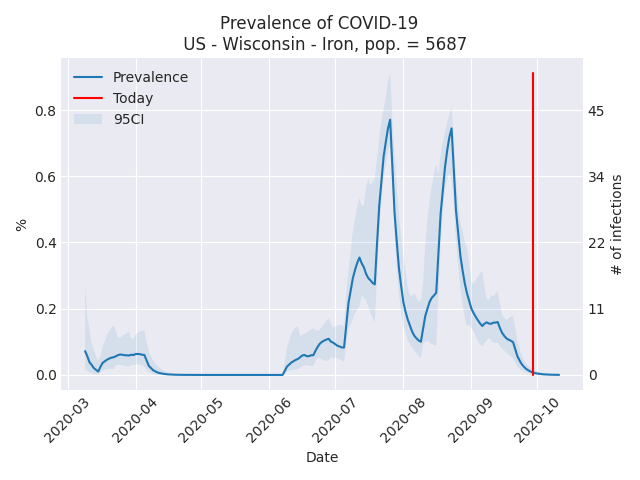 Prevalence of COVID-19
US - Wisconsin - Iron, pop. = 5687
Prevalence
Today
95CI
%
0.8
0.6
0.4
0.2
0.0
45
34
22
11
0
# of infections
2020-03
2020-04
2020-05
2020-06
2020-07
2020-08
2020-09
2020-10
Date